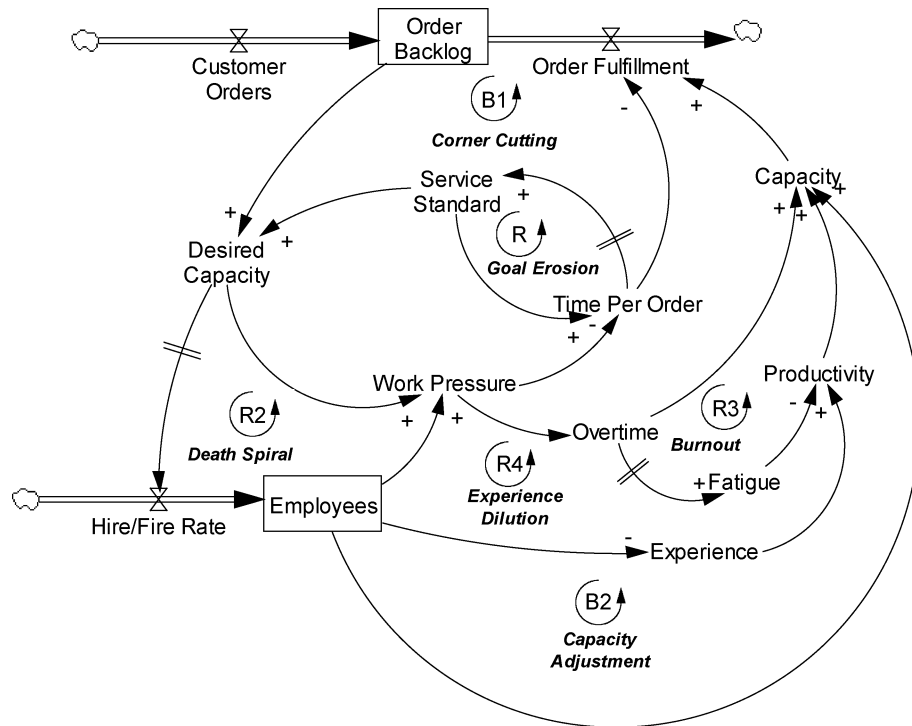 Order
Backlog
Customer
Orders
Order Fulfillment
B1
-
+
Corner Cutting
Service
Standard
Capacity
+
+
+
+
+
R
Desired
Capacity
+
Goal Erosion
Time Per Order
+
-
Work Pressure
Productivity
R2
+
+
R3
-
+
Death Spiral
Overtime
Burnout
R4
Experience
Dilution
+
Fatigue
Employees
Hire/Fire Rate
-
Experience
B2
Capacity
Adjustment